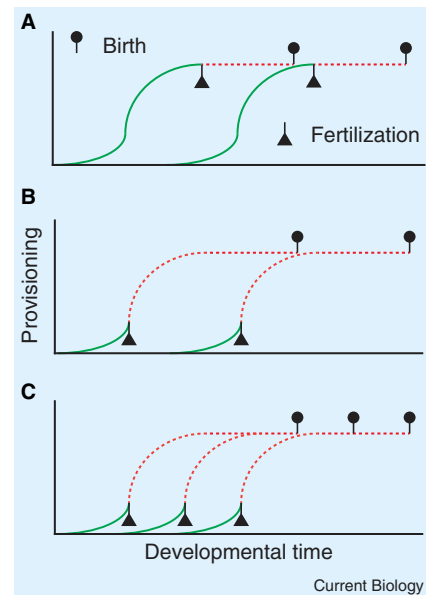 A
Birth
Fertilization
B
Provisioning
C
Developmental time
Current Biology